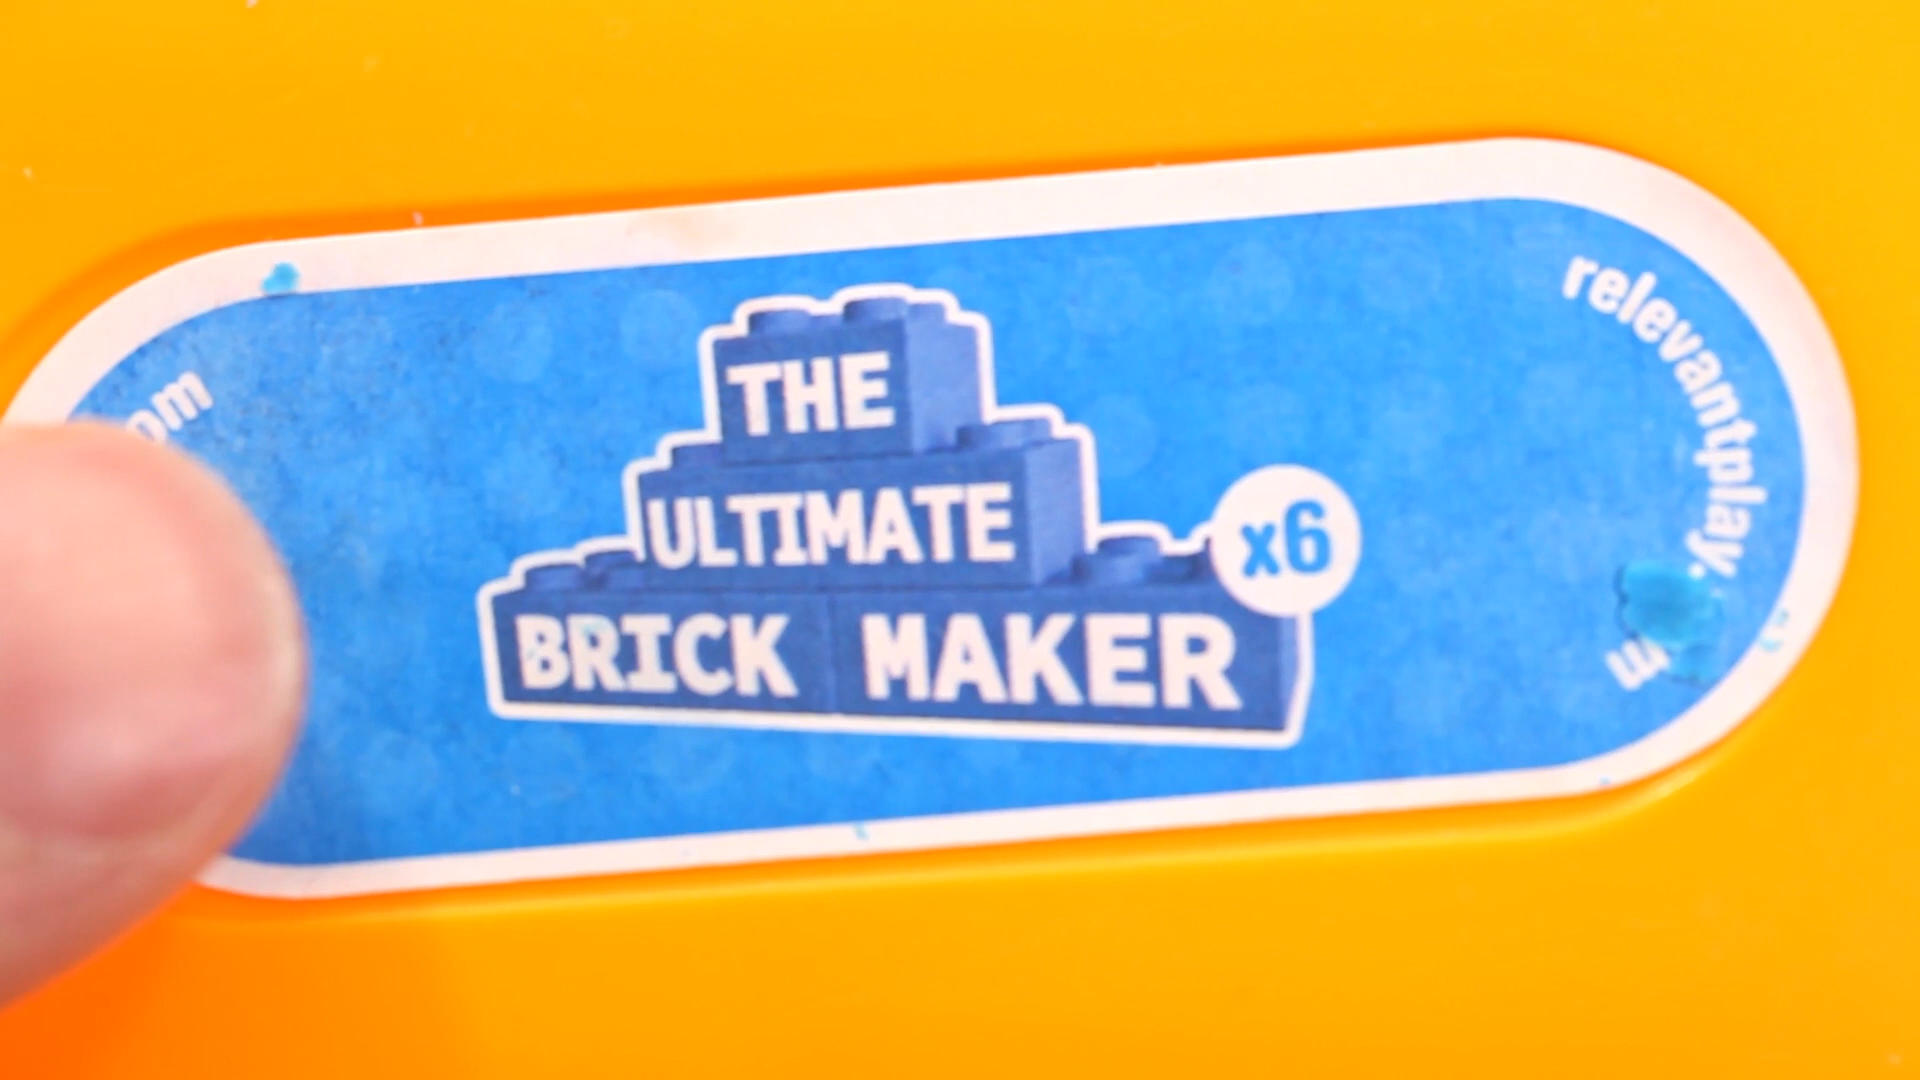 THE
ULTIMATE
BRICK MAKER
x6
relevantplay.